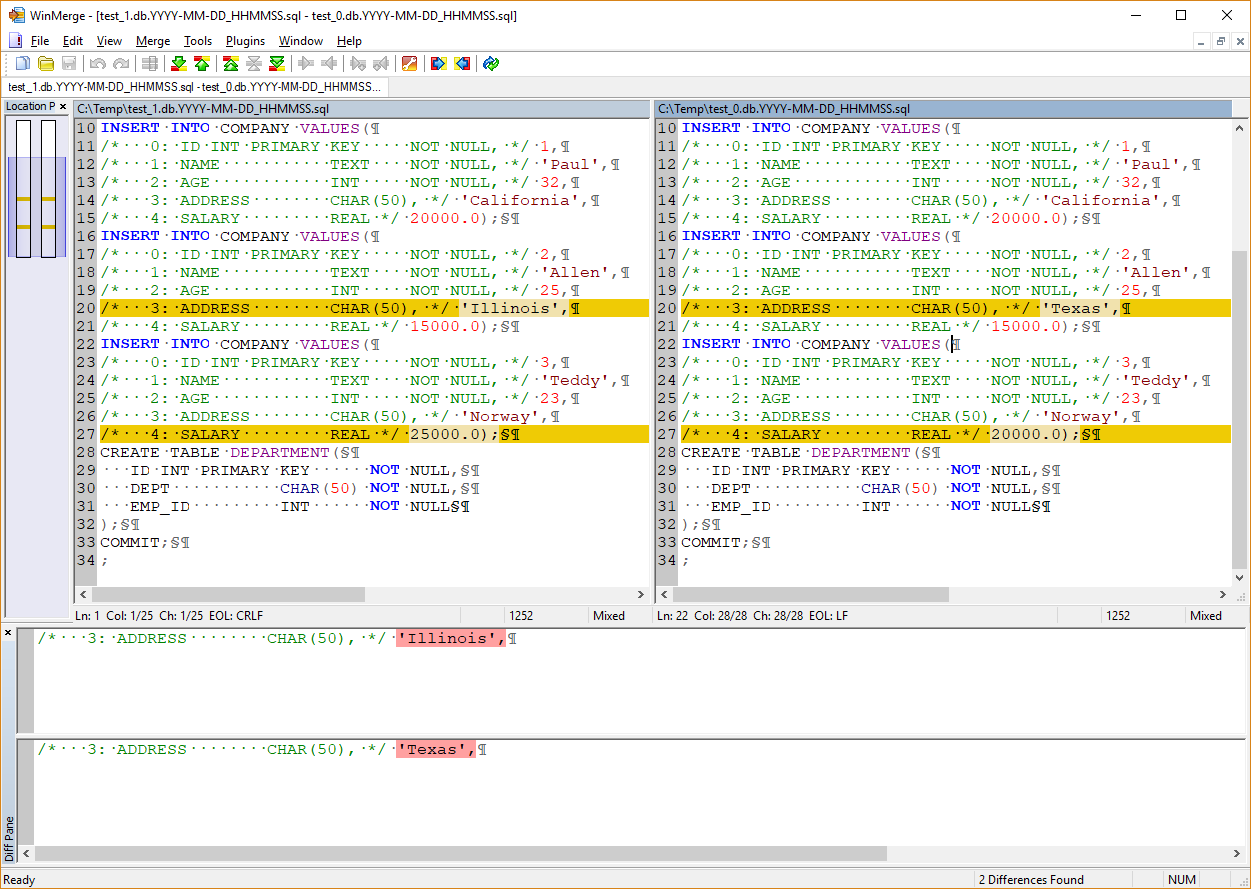 WinMerge - [test_1.db.YYYY-MM-DD_HHMMSS.sql - test_0.db.YYYY-MM-DD_HHMMSS.sql]
File Edit View Merge Tools Plugins Window Help
test_1.db.YYYY-MM-DD_HHMMSS.sql - test_0.db.YYYY-MM-DD_HHMMSS...
Location P
C:\Temp\test_1.db.YYYY-MM-DD_HHMMSS.sql
10 INSERT·INTO·COMPANY·VALUES(¶
11 /*···0:·ID·INT·PRIMARY·KEY·····NOT·NULL,·*/·1,¶
12 /*···1:·NAME···········TEXT····NOT·NULL,·*/·'Paul',¶
13 /*···2:·AGE············INT·····NOT·NULL,·*/·32,¶
14 /*···3:·ADDRESS········CHAR(50),·*/·'California',¶
15 /*···4:·SALARY·········REAL·*/·20000.0);§¶
16 INSERT·INTO·COMPANY·VALUES(¶
17 /*···0:·ID·INT·PRIMARY·KEY·····NOT·NULL,·*/·2,¶
18 /*···1:·NAME···········TEXT····NOT·NULL,·*/·'Allen',¶
19 /*···2:·AGE············INT·····NOT·NULL,·*/·25,¶
20 /*···3:·ADDRESS········CHAR(50),·*/·'Illinois',¶
21 /*···4:·SALARY·········REAL·*/·15000.0);§¶
22 INSERT·INTO·COMPANY·VALUES(¶
23 /*···0:·ID·INT·PRIMARY·KEY·····NOT·NULL,·*/·3,¶
24 /*···1:·NAME···········TEXT····NOT·NULL,·*/·'Teddy',¶
25 /*···2:·AGE············INT·····NOT·NULL,·*/·23,¶
26 /*···3:·ADDRESS········CHAR(50),·*/·'Norway',¶
27 /*···4:·SALARY·········REAL·*/·25000.0);§¶
28 CREATE·TABLE·DEPARTMENT(§¶
29 ···ID·INT·PRIMARY·KEY······NOT·NULL,§¶
30 ···DEPT···········CHAR(50)·NOT·NULL,§¶
31 ···EMP_ID·········INT······NOT·NULL§¶
32 );§¶
33 COMMIT;§¶
34 ;
Ln: 1 Col: 1/25 Ch: 1/25 EOL: CRLF 1252 Mixed
C:\Temp\test_0.db.YYYY-MM-DD_HHMMSS.sql
10 INSERT·INTO·COMPANY·VALUES(¶
11 /*···0:·ID·INT·PRIMARY·KEY·····NOT·NULL,·*/·1,¶
12 /*···1:·NAME···········TEXT····NOT·NULL,·*/·'Paul',¶
13 /*···2:·AGE············INT·····NOT·NULL,·*/·32,¶
14 /*···3:·ADDRESS········CHAR(50),·*/·'California',¶
15 /*···4:·SALARY·········REAL·*/·20000.0);§¶
16 INSERT·INTO·COMPANY·VALUES(¶
17 /*···0:·ID·INT·PRIMARY·KEY·····NOT·NULL,·*/·2,¶
18 /*···1:·NAME···········TEXT····NOT·NULL,·*/·'Allen',¶
19 /*···2:·AGE············INT·····NOT·NULL,·*/·25,¶
20 /*···3:·ADDRESS········CHAR(50),·*/·'Texas',¶
21 /*···4:·SALARY·········REAL·*/·15000.0);§¶
22 INSERT·INTO·COMPANY·VALUES(¶
23 /*···0:·ID·INT·PRIMARY·KEY·····NOT·NULL,·*/·3,¶
24 /*···1:·NAME···········TEXT····NOT·NULL,·*/·'Teddy',¶
25 /*···2:·AGE············INT·····NOT·NULL,·*/·23,¶
26 /*···3:·ADDRESS········CHAR(50),·*/·'Norway',¶
27 /*···4:·SALARY·········REAL·*/·20000.0);§¶
28 CREATE·TABLE·DEPARTMENT(§¶
29 ···ID·INT·PRIMARY·KEY······NOT·NULL,§¶
30 ···DEPT···········CHAR(50)·NOT·NULL,§¶
31 ···EMP_ID·········INT······NOT·NULL§¶
32 );§¶
33 COMMIT;§¶
34 ;
Ln: 22 Col: 28/28 Ch: 28/28 EOL: LF 1252 Mixed
/*···3:·ADDRESS········CHAR(50),·*/·'Illinois',¶
/*···3:·ADDRESS········CHAR(50),·*/·'Texas',¶
Diff Pane
Ready 2 Differences Found NUM